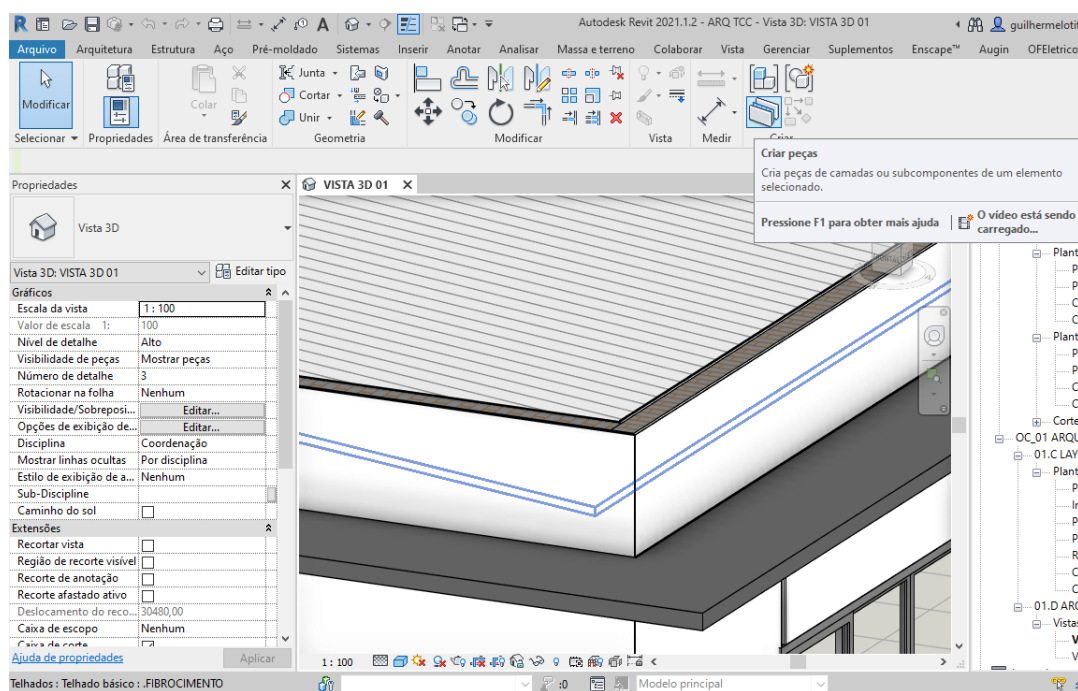 Autodesk Revit 2021.1.2 - ARQ TCC - Vista 3D: VISTA 3D 01
guilhermelotit
Arquivo Arquitetura Estrutura Aço Pré-moldado Sistemas Inserir Anotar Analisar Massa e terreno Colaborar Vista Gerenciar Suplementos Enscape™ Augin OFEletrico
Modificar
Colar
Junta
Cortar
Unir
Selecionar Propriedades Área de transferência Geometria Modificar Vista Medir Criar
Criar peças
Cria peças de camadas ou subcomponentes de um elemento
selecionado.
Pressione F1 para obter mais ajuda
O vídeo está sendo
carregado...
Propriedades
VISTA 3D 01
Vista 3D
Vista 3D: VISTA 3D 01
Editar tipo
Gráficos
Escala da vista 1 : 100
Valor de escala 1: 100
Nível de detalhe Alto
Visibilidade de peças Mostrar peças
Número de detalhe 3
Rotacionar na folha Nenhum
Visibilidade/Sobreposi... Editar...
Opções de exibição de... Editar...
Disciplina Coordenação
Mostrar linhas ocultas Por disciplina
Estilo de exibição de a... Nenhum
Sub-Discipline
Caminho do sol
Extensões
Recortar vista
Região de recorte visível
Recorte de anotação
Recorte afastado ativo
Deslocamento do reco... 30480,00
Caixa de escopo Nenhum
Caixa de corte
Ajuda de propriedades
Aplicar
FRONTAL
Plant
P
P
C
C
Plant
P
P
C
C
Corte
OC_01 ARQU
01.C LAY
Plant
P
In
P
P
R
C
C
01.D ARQ
Vistas
V
V
1 : 100
Telhados : Telhado básico : .FIBROCIMENTO
:0
Modelo principal